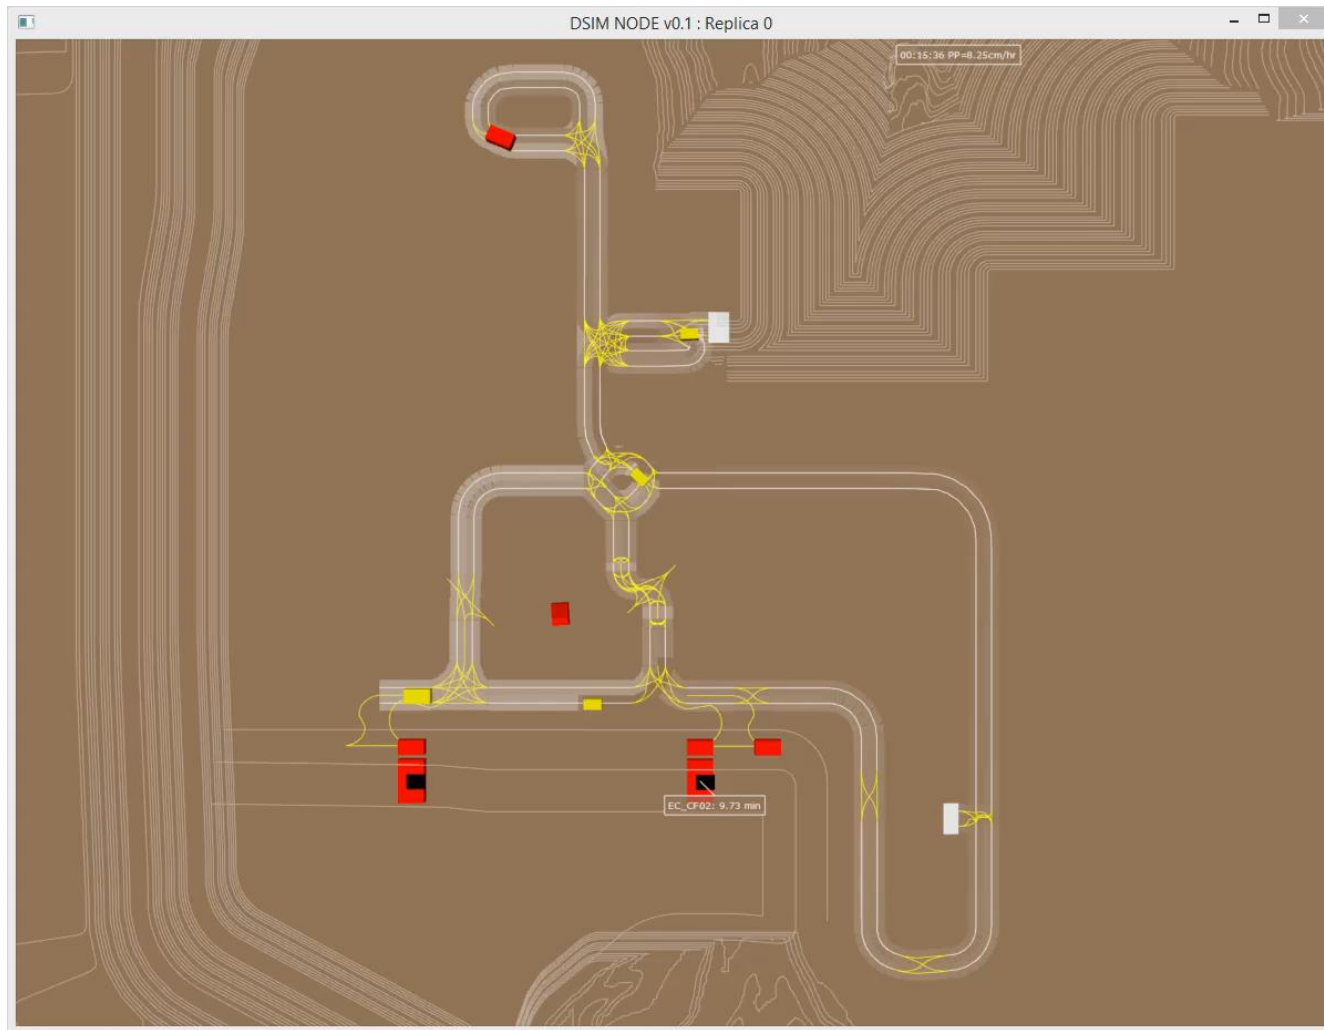 DSIM NODE v0.1 : Replica 0
00:15:36 PP=8.25cm/hr
EC_CF02: 9.73 min